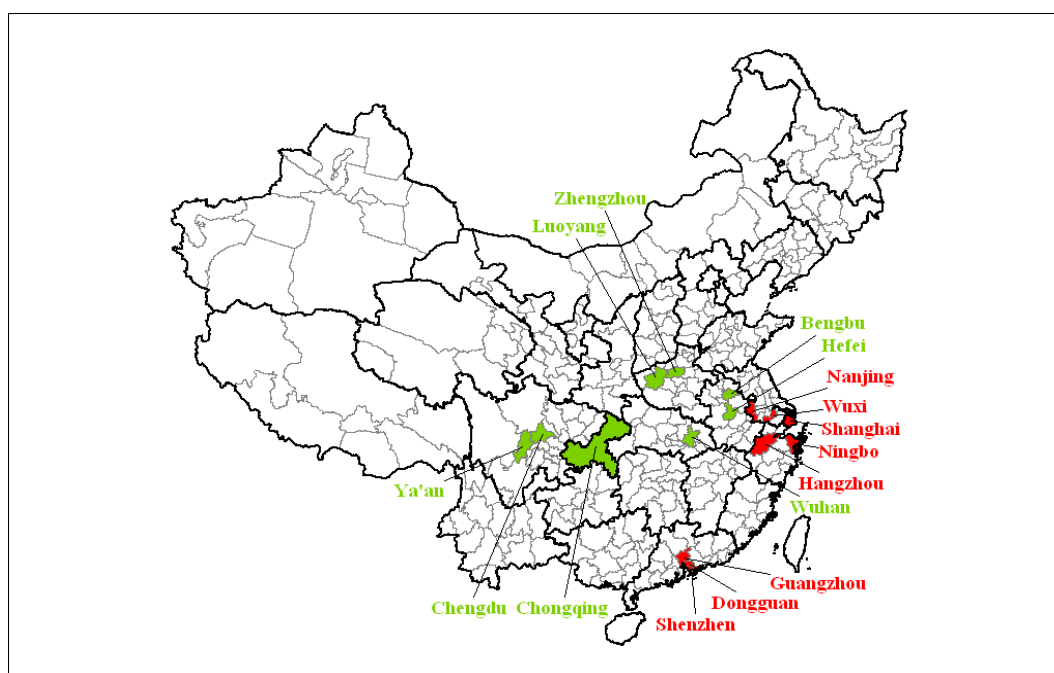 Zhengzhou
Luoyang
Bengbu
Hefei
Nanjing
Wuxi
Shanghai
Ningbo
Hangzhou
Ya'an
Wuhan
Guangzhou
Chengdu
Chongqing
Dongguan
Shenzhen